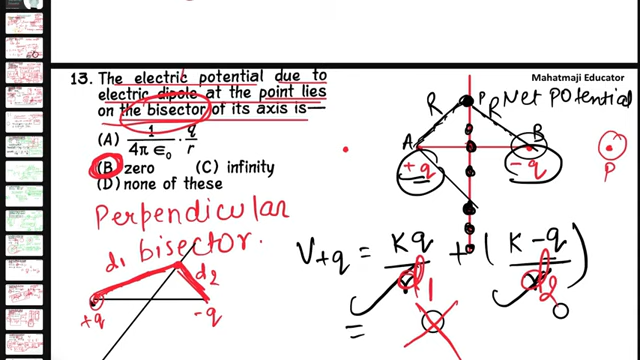 Mahatmaji Educator
13. The electric potential due to
electric dipole at the point lies
on the bisector of its axis is—
(A) 1/4π∈₀ · q/r
(B) zero (C) infinity
(D) none of these
Perpendicular
bisector.
d1
d2
+q
-q
P
Net Potential
R
R
A
B
+q
-q
P
V+q = Kq/d1 + (K-q/d2)
=